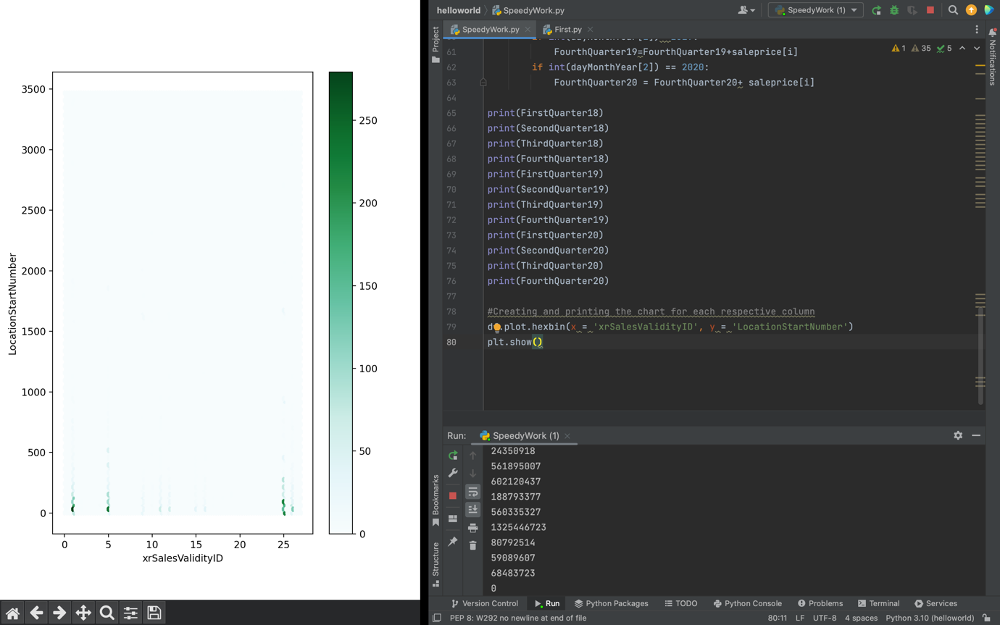 3500
3000
2500
2000
1500
1000
500
0
LocationStartNumber
0 5 10 15 20 25
xrSalesValidityID
250
200
150
100
50
0
helloworld SpeedyWork.py
SpeedyWork (1)
SpeedyWork.py First.py
Project
Notifications
1 35 5
61 FourthQuarter19=FourthQuarter19+saleprice[i]
62 if int(dayMonthYear[2]) == 2020:
63 FourthQuarter20 = FourthQuarter20+ saleprice[i]
64
65 print(FirstQuarter18)
66 print(SecondQuarter18)
67 print(ThirdQuarter18)
68 print(FourthQuarter18)
69 print(FirstQuarter19)
70 print(SecondQuarter19)
71 print(ThirdQuarter19)
72 print(FourthQuarter19)
73 print(FirstQuarter20)
74 print(SecondQuarter20)
75 print(ThirdQuarter20)
76 print(FourthQuarter20)
77
78 #Creating and printing the chart for each respective column
79 .plot.hexbin(x = 'xrSalesValidityID', y = 'LocationStartNumber')
80 plt.show()
Run: SpeedyWork (1)
Bookmarks
Structure
24350918
561895007
602120437
188793377
560335327
1325446723
80792514
59089607
68483723
0
Version Control Run Python Packages TODO Python Console Problems Terminal Services
PEP 8: W292 no newline at end of file 80:11 LF UTF-8 4 spaces Python 3.10 (helloworld)